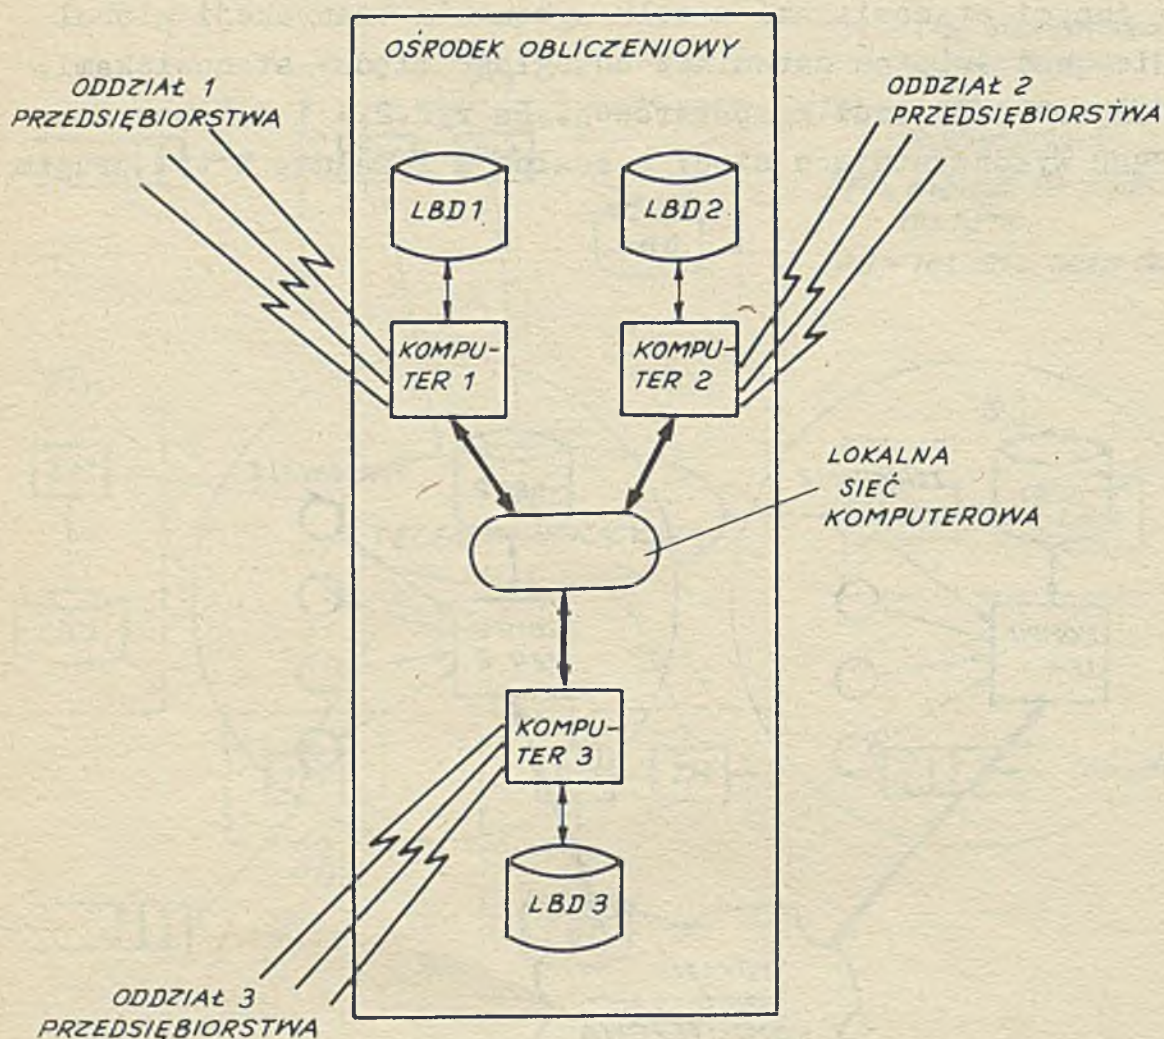 OŚRODEK OBLICZENIOWY
ODDZIAŁ 1
PRZEDSIĘBIORSTWA
ODDZIAŁ 2
PRZEDSIĘBIORSTWA
LBD1
LBD2
KOMPU-
TER 1
KOMPU-
TER 2
LOKALNA
SIEĆ
KOMPUTEROWA
KOMPU-
TER 3
LBD3
ODDZIAŁ 3
PRZEDSIĘBIORSTWA